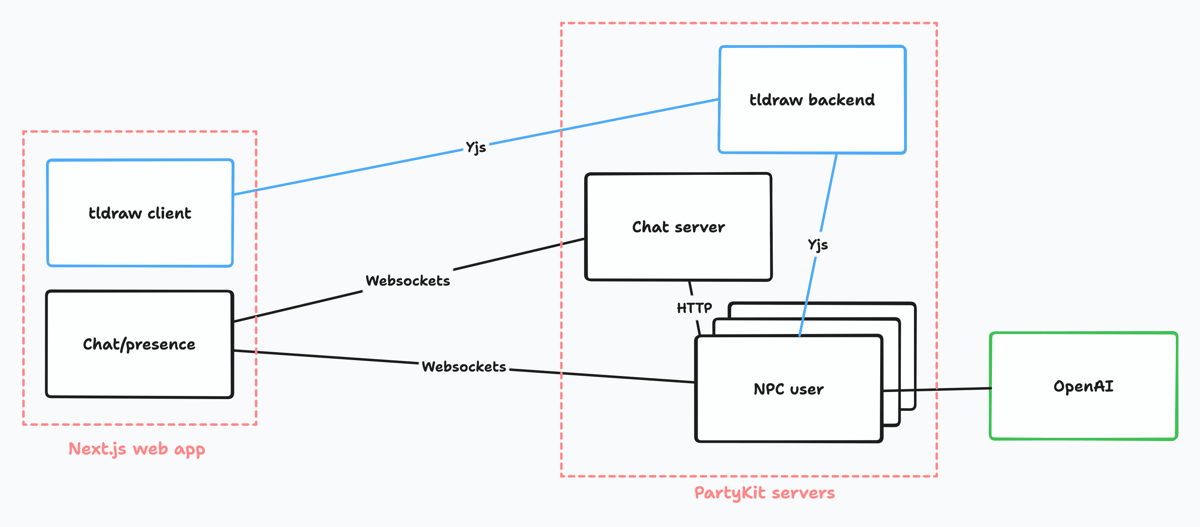 tldraw backend
Yjs
tldraw client
Chat server
Yjs
Websockets
HTTP
Chat/presence
Websockets
NPC user
OpenAI
Next.js web app
PartyKit servers